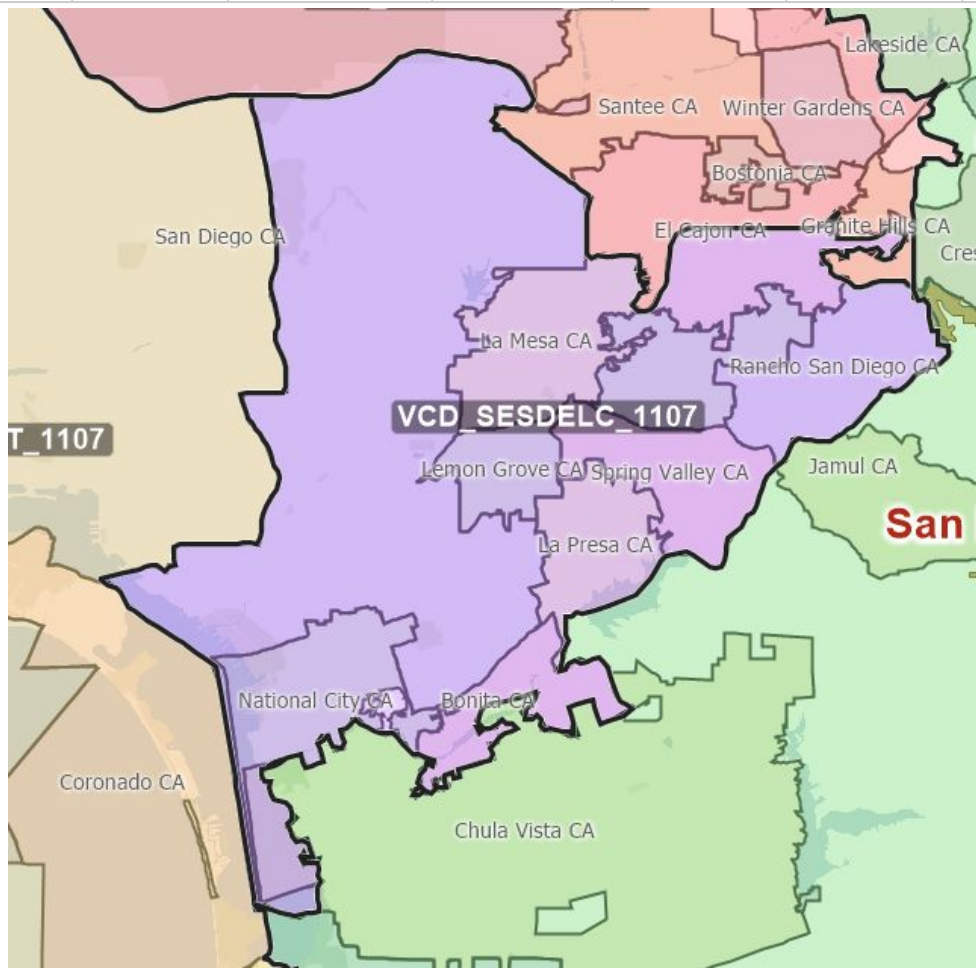 Lakeside CA
Santee CA
Winter Gardens CA
Bostonia CA
San Diego CA
El Cajon CA
Granite Hills CA
Cres
La Mesa CA
Rancho San Diego CA
VCD_SESDELC_1107
T_1107
Lemon Grove CA
Spring Valley CA
Jamul CA
San
La Presa CA
National City CA
Bonita CA
Coronado CA
Chula Vista CA